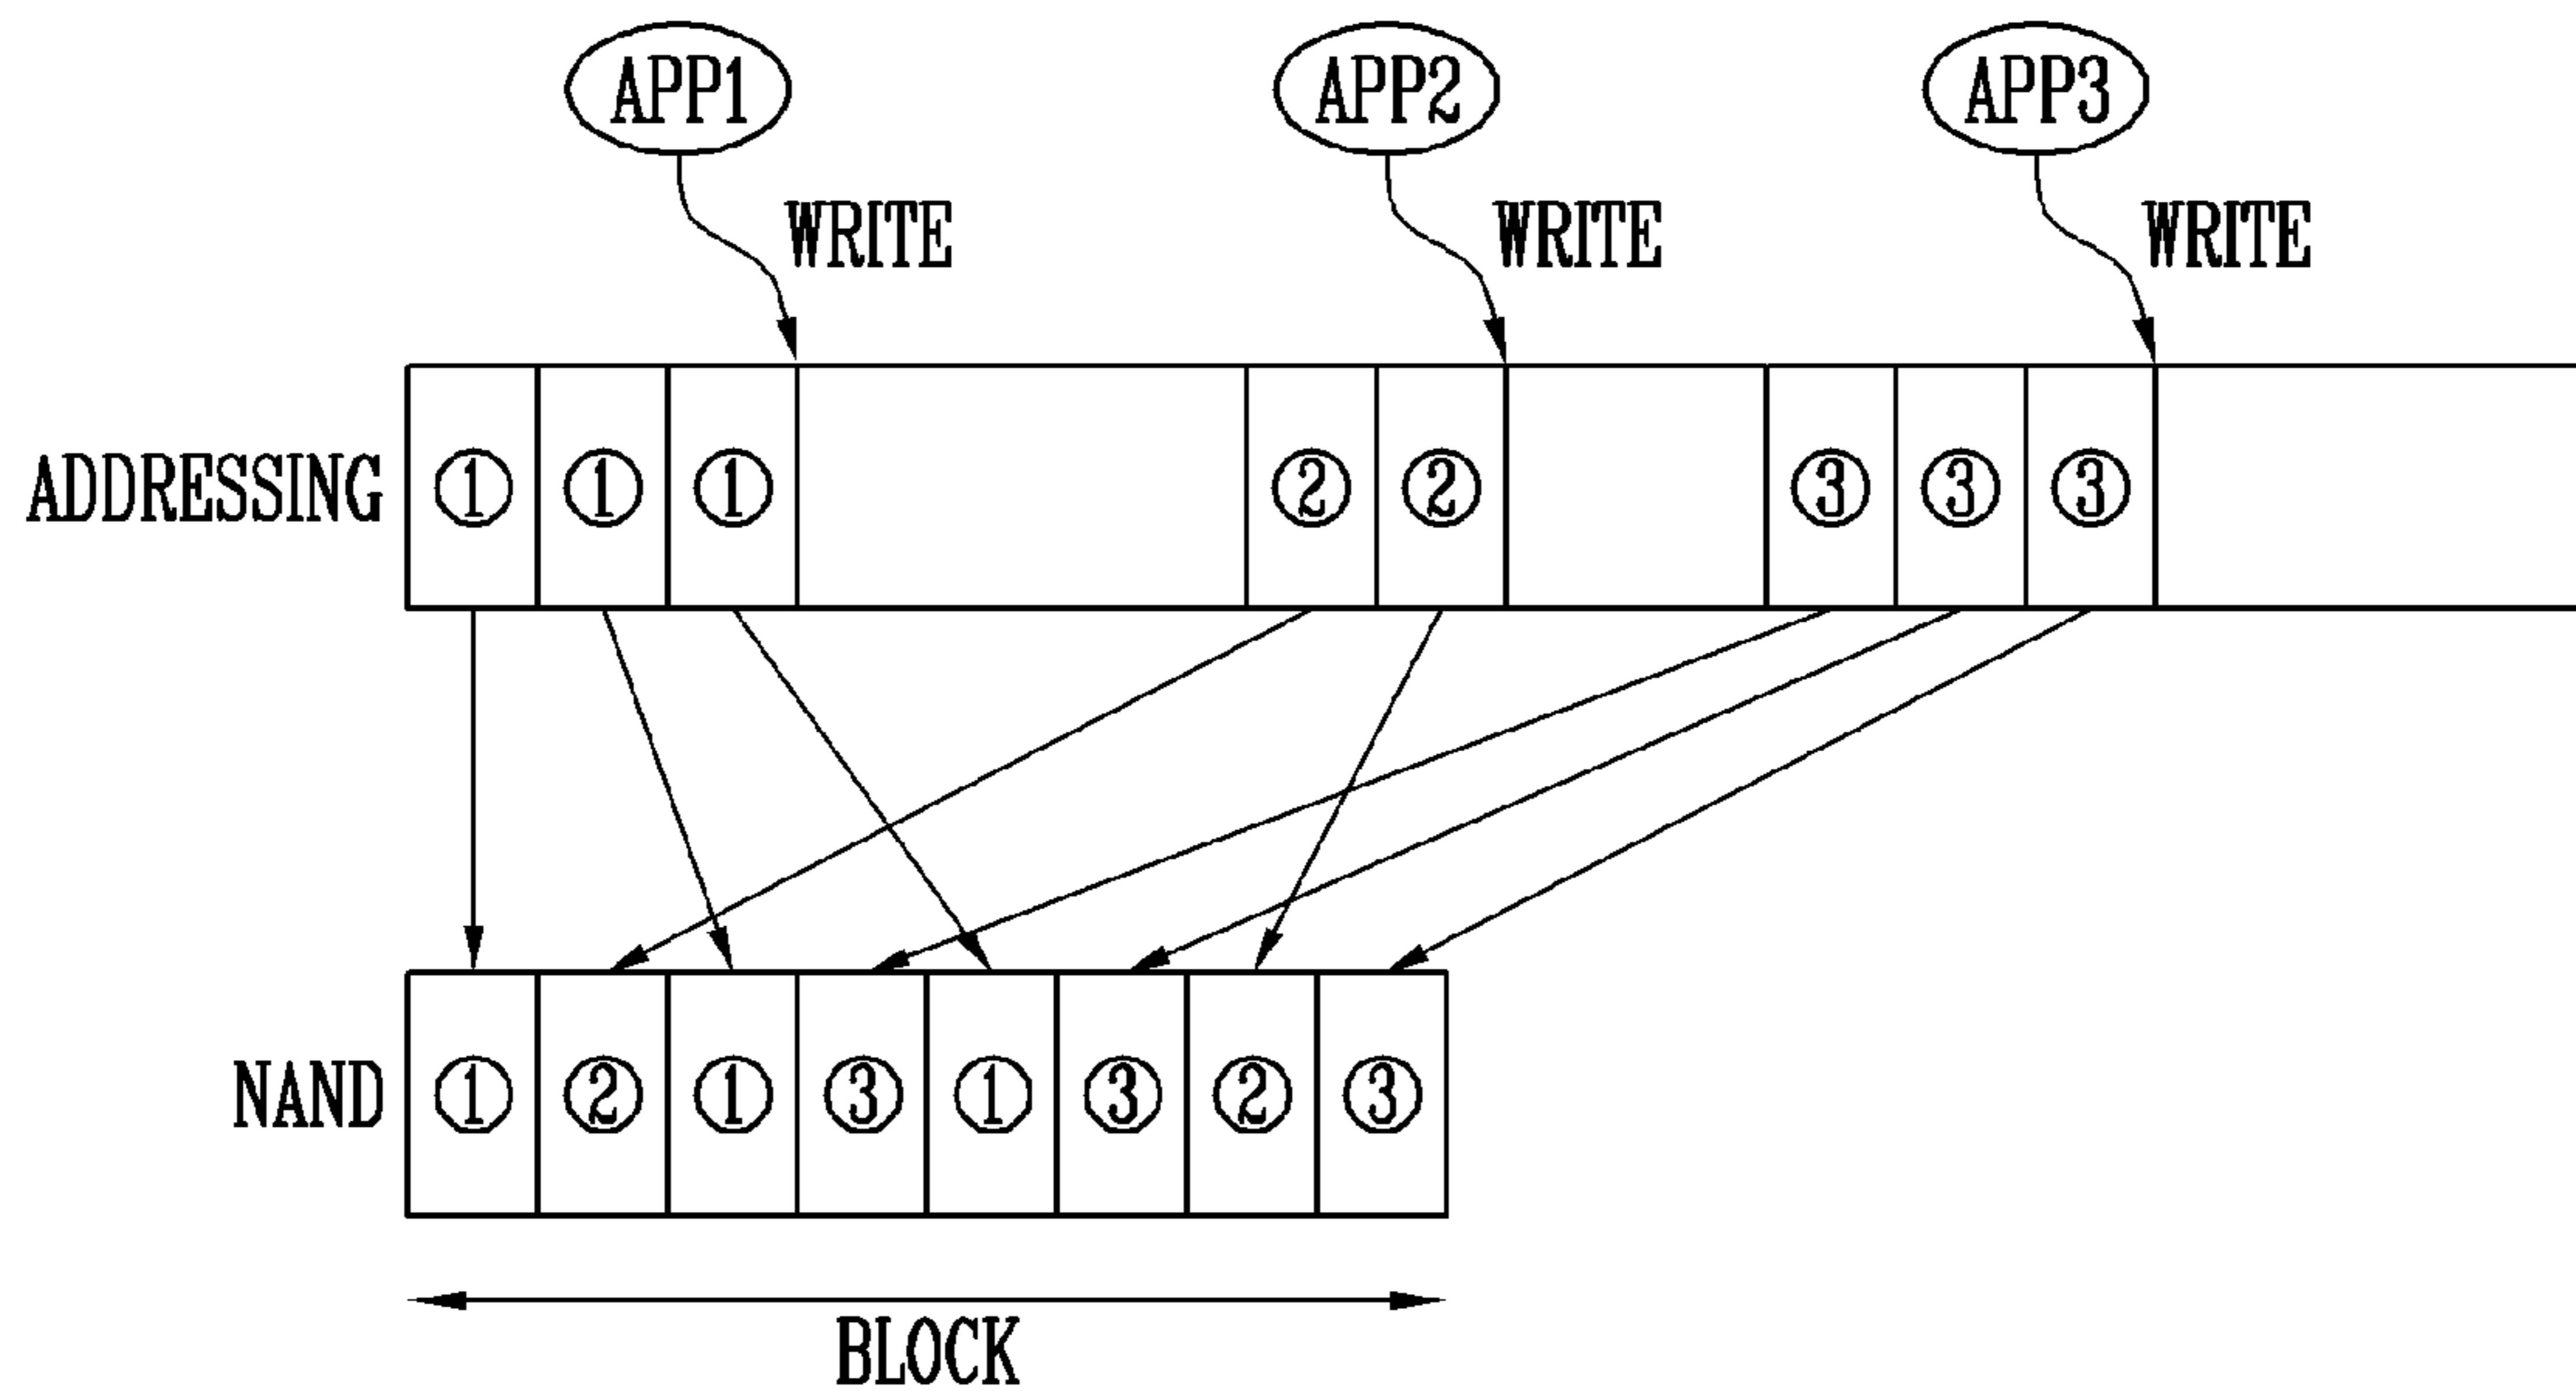 APP1 APP2 APP3
WRITE WRITE WRITE
ADDRESSING ① ① ① ② ② ③ ③ ③
NAND ① ② ① ③ ① ③ ② ③
BLOCK